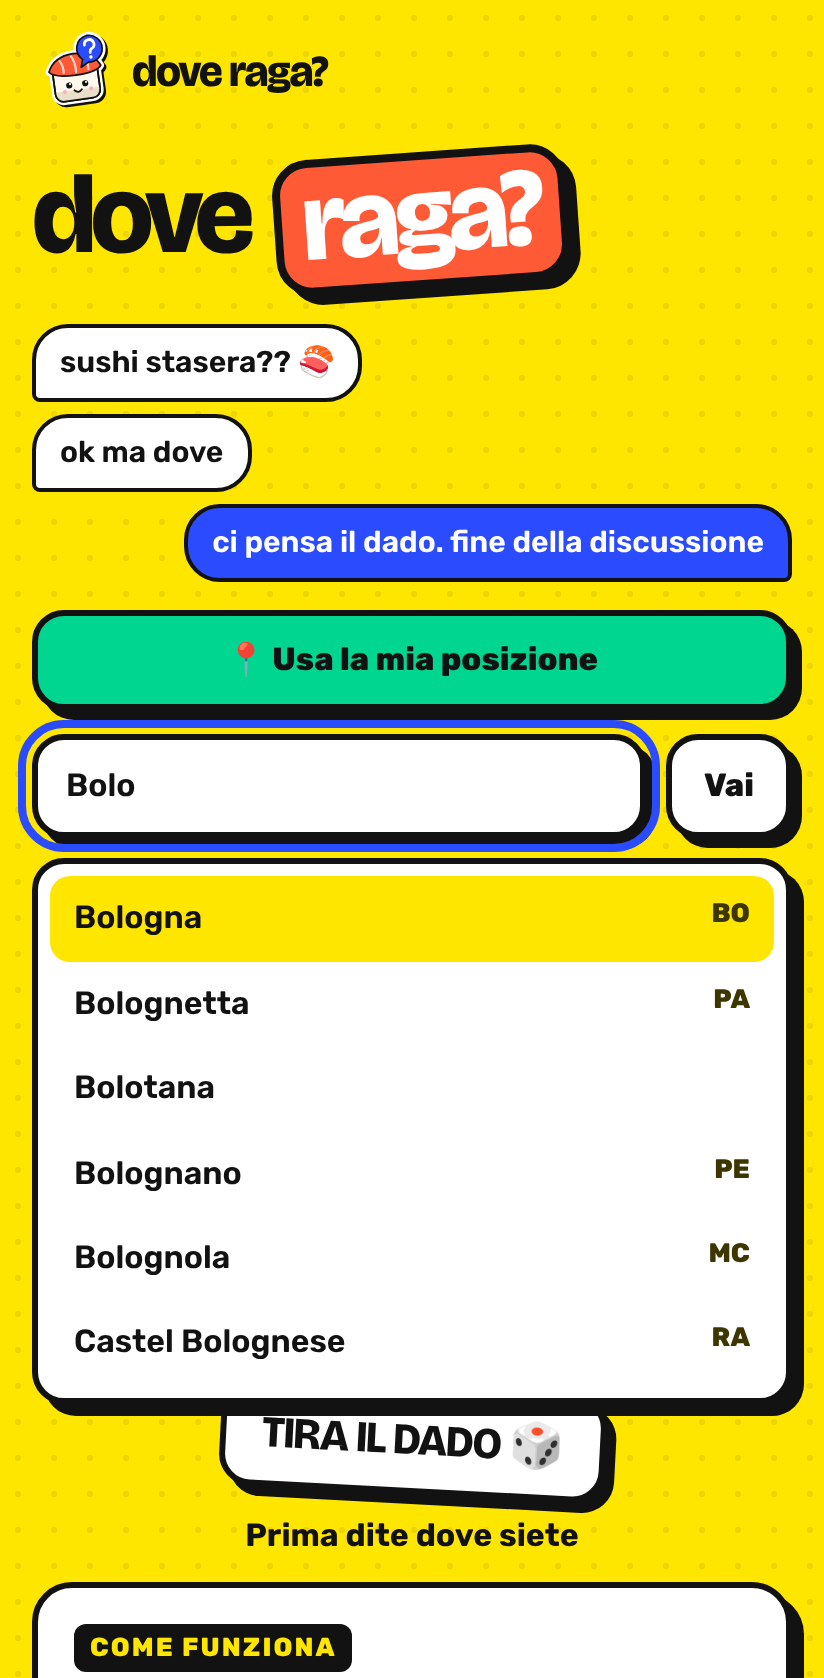 dove raga?
dove raga?
sushi stasera?? 🍣
ok ma dove
ci pensa il dado. fine della discussione
📍 Usa la mia posizione
Bolo
Vai
Bologna BO
Bolognetta PA
Bolotana
Bolognano PE
Bolognola MC
Castel Bolognese RA
TIRA IL DADO 🎲
Prima dite dove siete
COME FUNZIONA